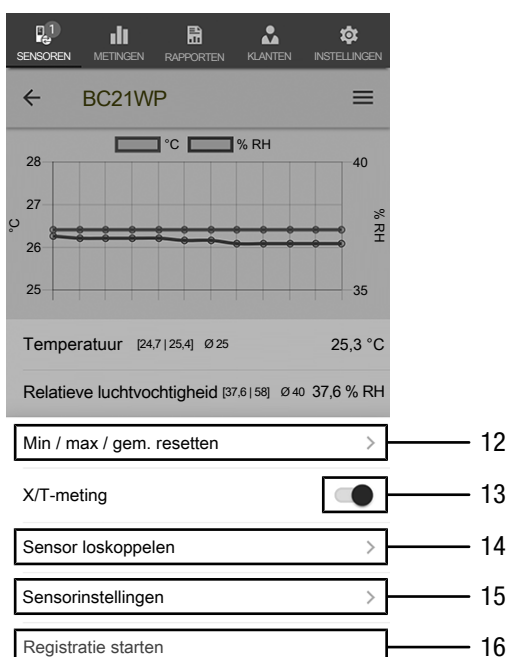 1
SENSOREN METINGEN RAPPORTEN KLANTEN INSTELLINGEN
BC21WP
°C % RH
28 40
27
°C % RH
26
25 35
Temperatuur [24,7 | 25,4] Ø 25 25,3 °C
Relatieve luchtvochtigheid [37,6 | 58] Ø 40 37,6 % RH
Min / max / gem. resetten 12
X/T-meting 13
Sensor loskoppelen 14
Sensorinstellingen 15
Registratie starten 16